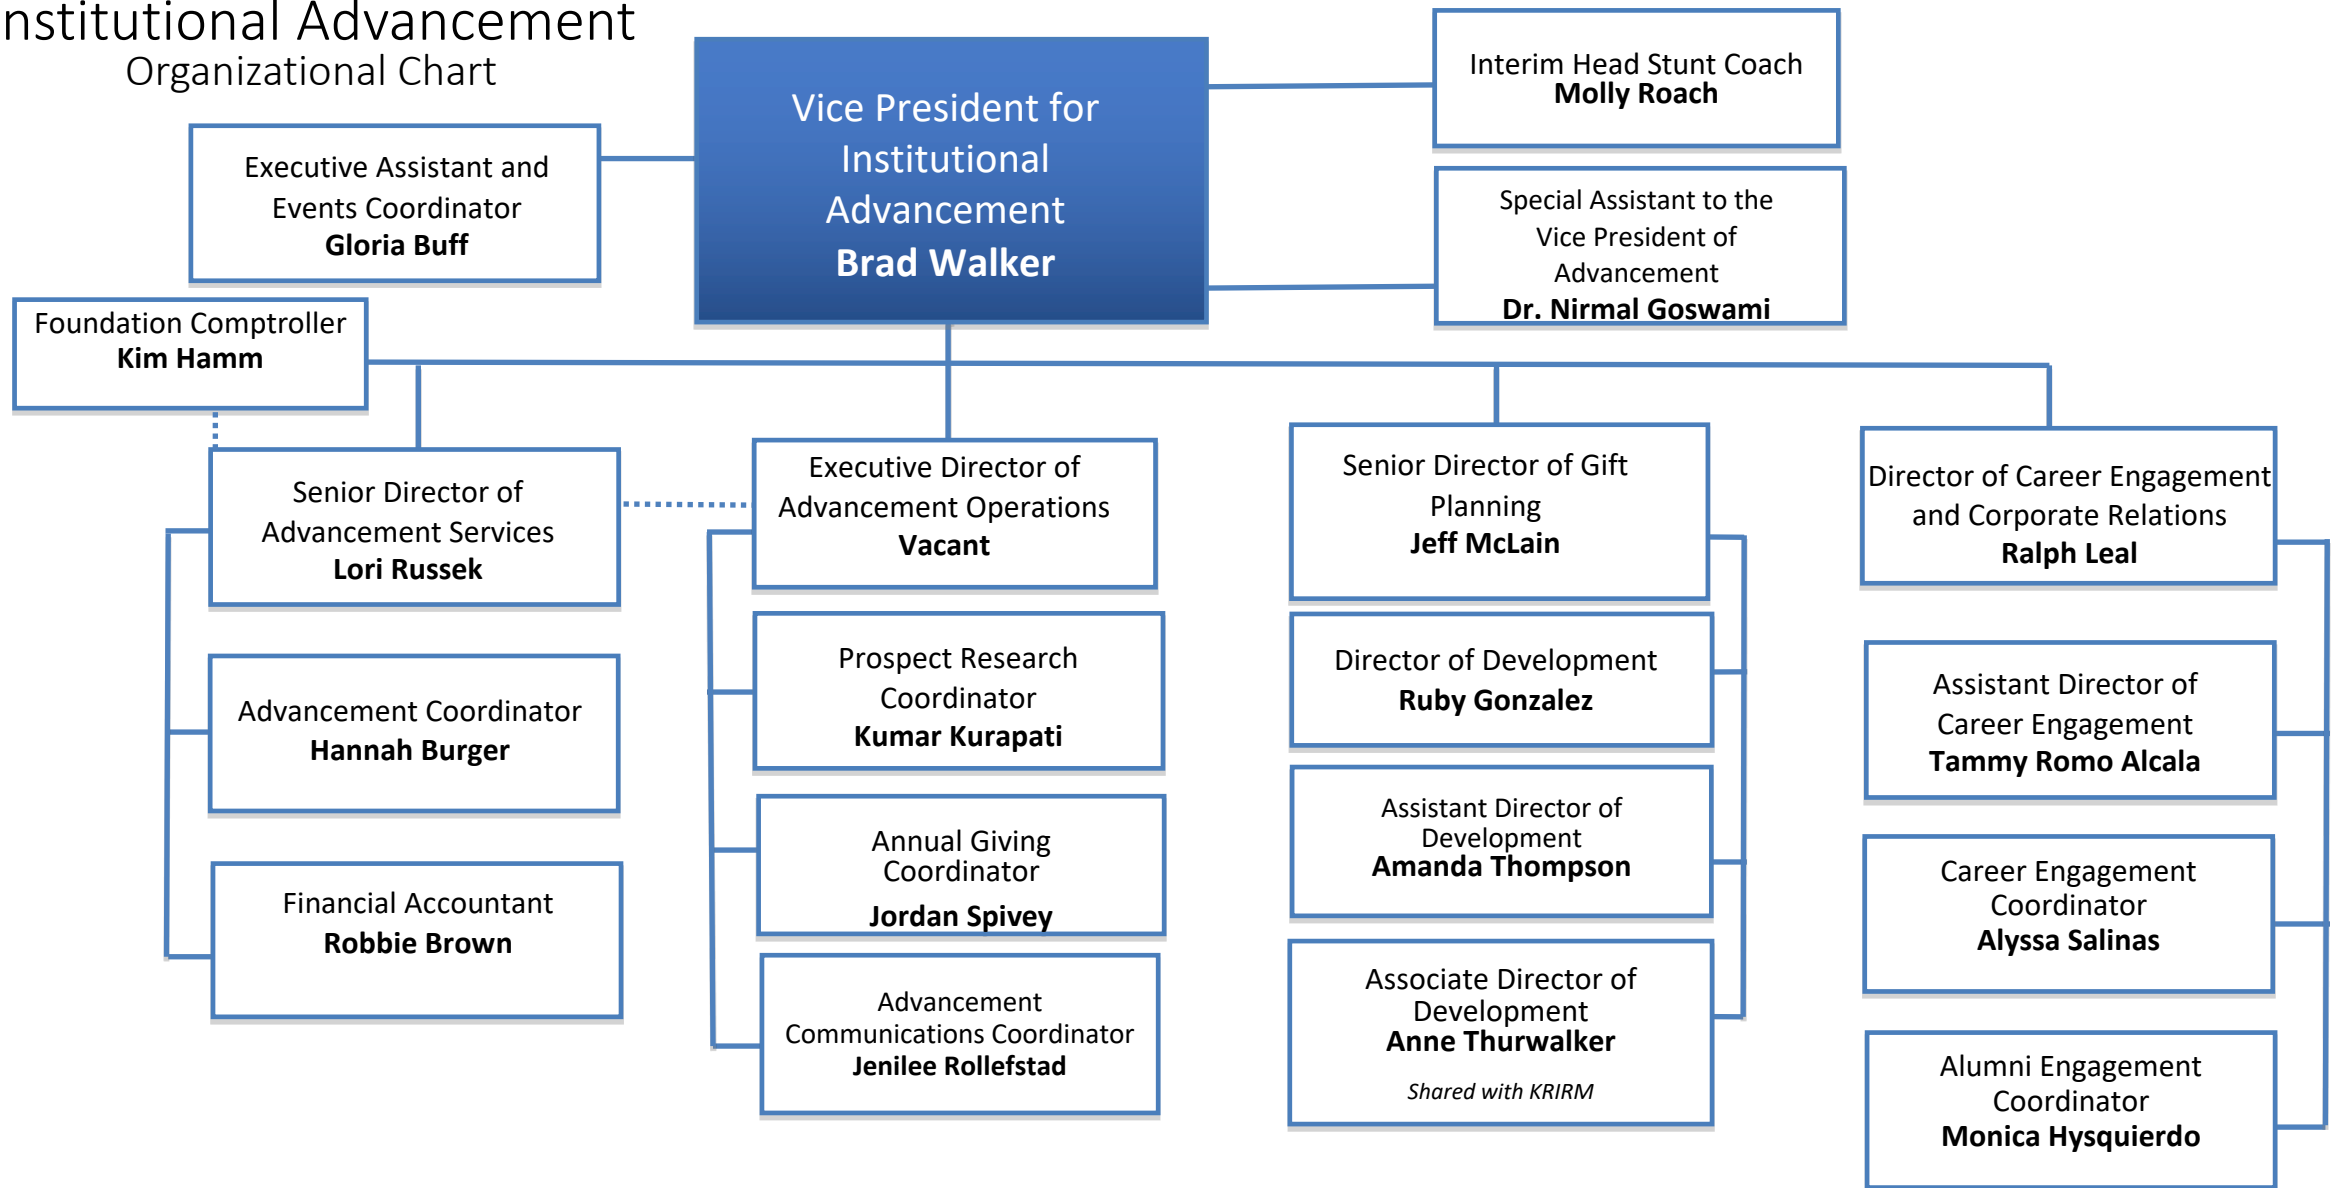 nstitutional Advancement
Organizational Chart
Vice President for
Institutional
Advancement
Brad Walker
Interim Head Stunt Coach
Molly Roach
Executive Assistant and
Events Coordinator
Gloria Buff
Special Assistant to the
Vice President of
Advancement
Dr. Nirmal Goswami
Foundation Comptroller
Kim Hamm
Senior Director of
Advancement Services
Lori Russek
Advancement Coordinator
Hannah Burger
Financial Accountant
Robbie Brown
Executive Director of
Advancement Operations
Vacant
Prospect Research
Coordinator
Kumar Kurapati
Annual Giving
Coordinator
Jordan Spivey
Advancement
Communications Coordinator
Jenilee Rollefstad
Senior Director of Gift
Planning
Jeff McLain
Director of Development
Ruby Gonzalez
Assistant Director of
Development
Amanda Thompson
Associate Director of
Development
Anne Thurwalker
Shared with KRIRM
Director of Career Engagement
and Corporate Relations
Ralph Leal
Assistant Director of
Career Engagement
Tammy Romo Alcala
Career Engagement
Coordinator
Alyssa Salinas
Alumni Engagement
Coordinator
Monica Hysquierdo